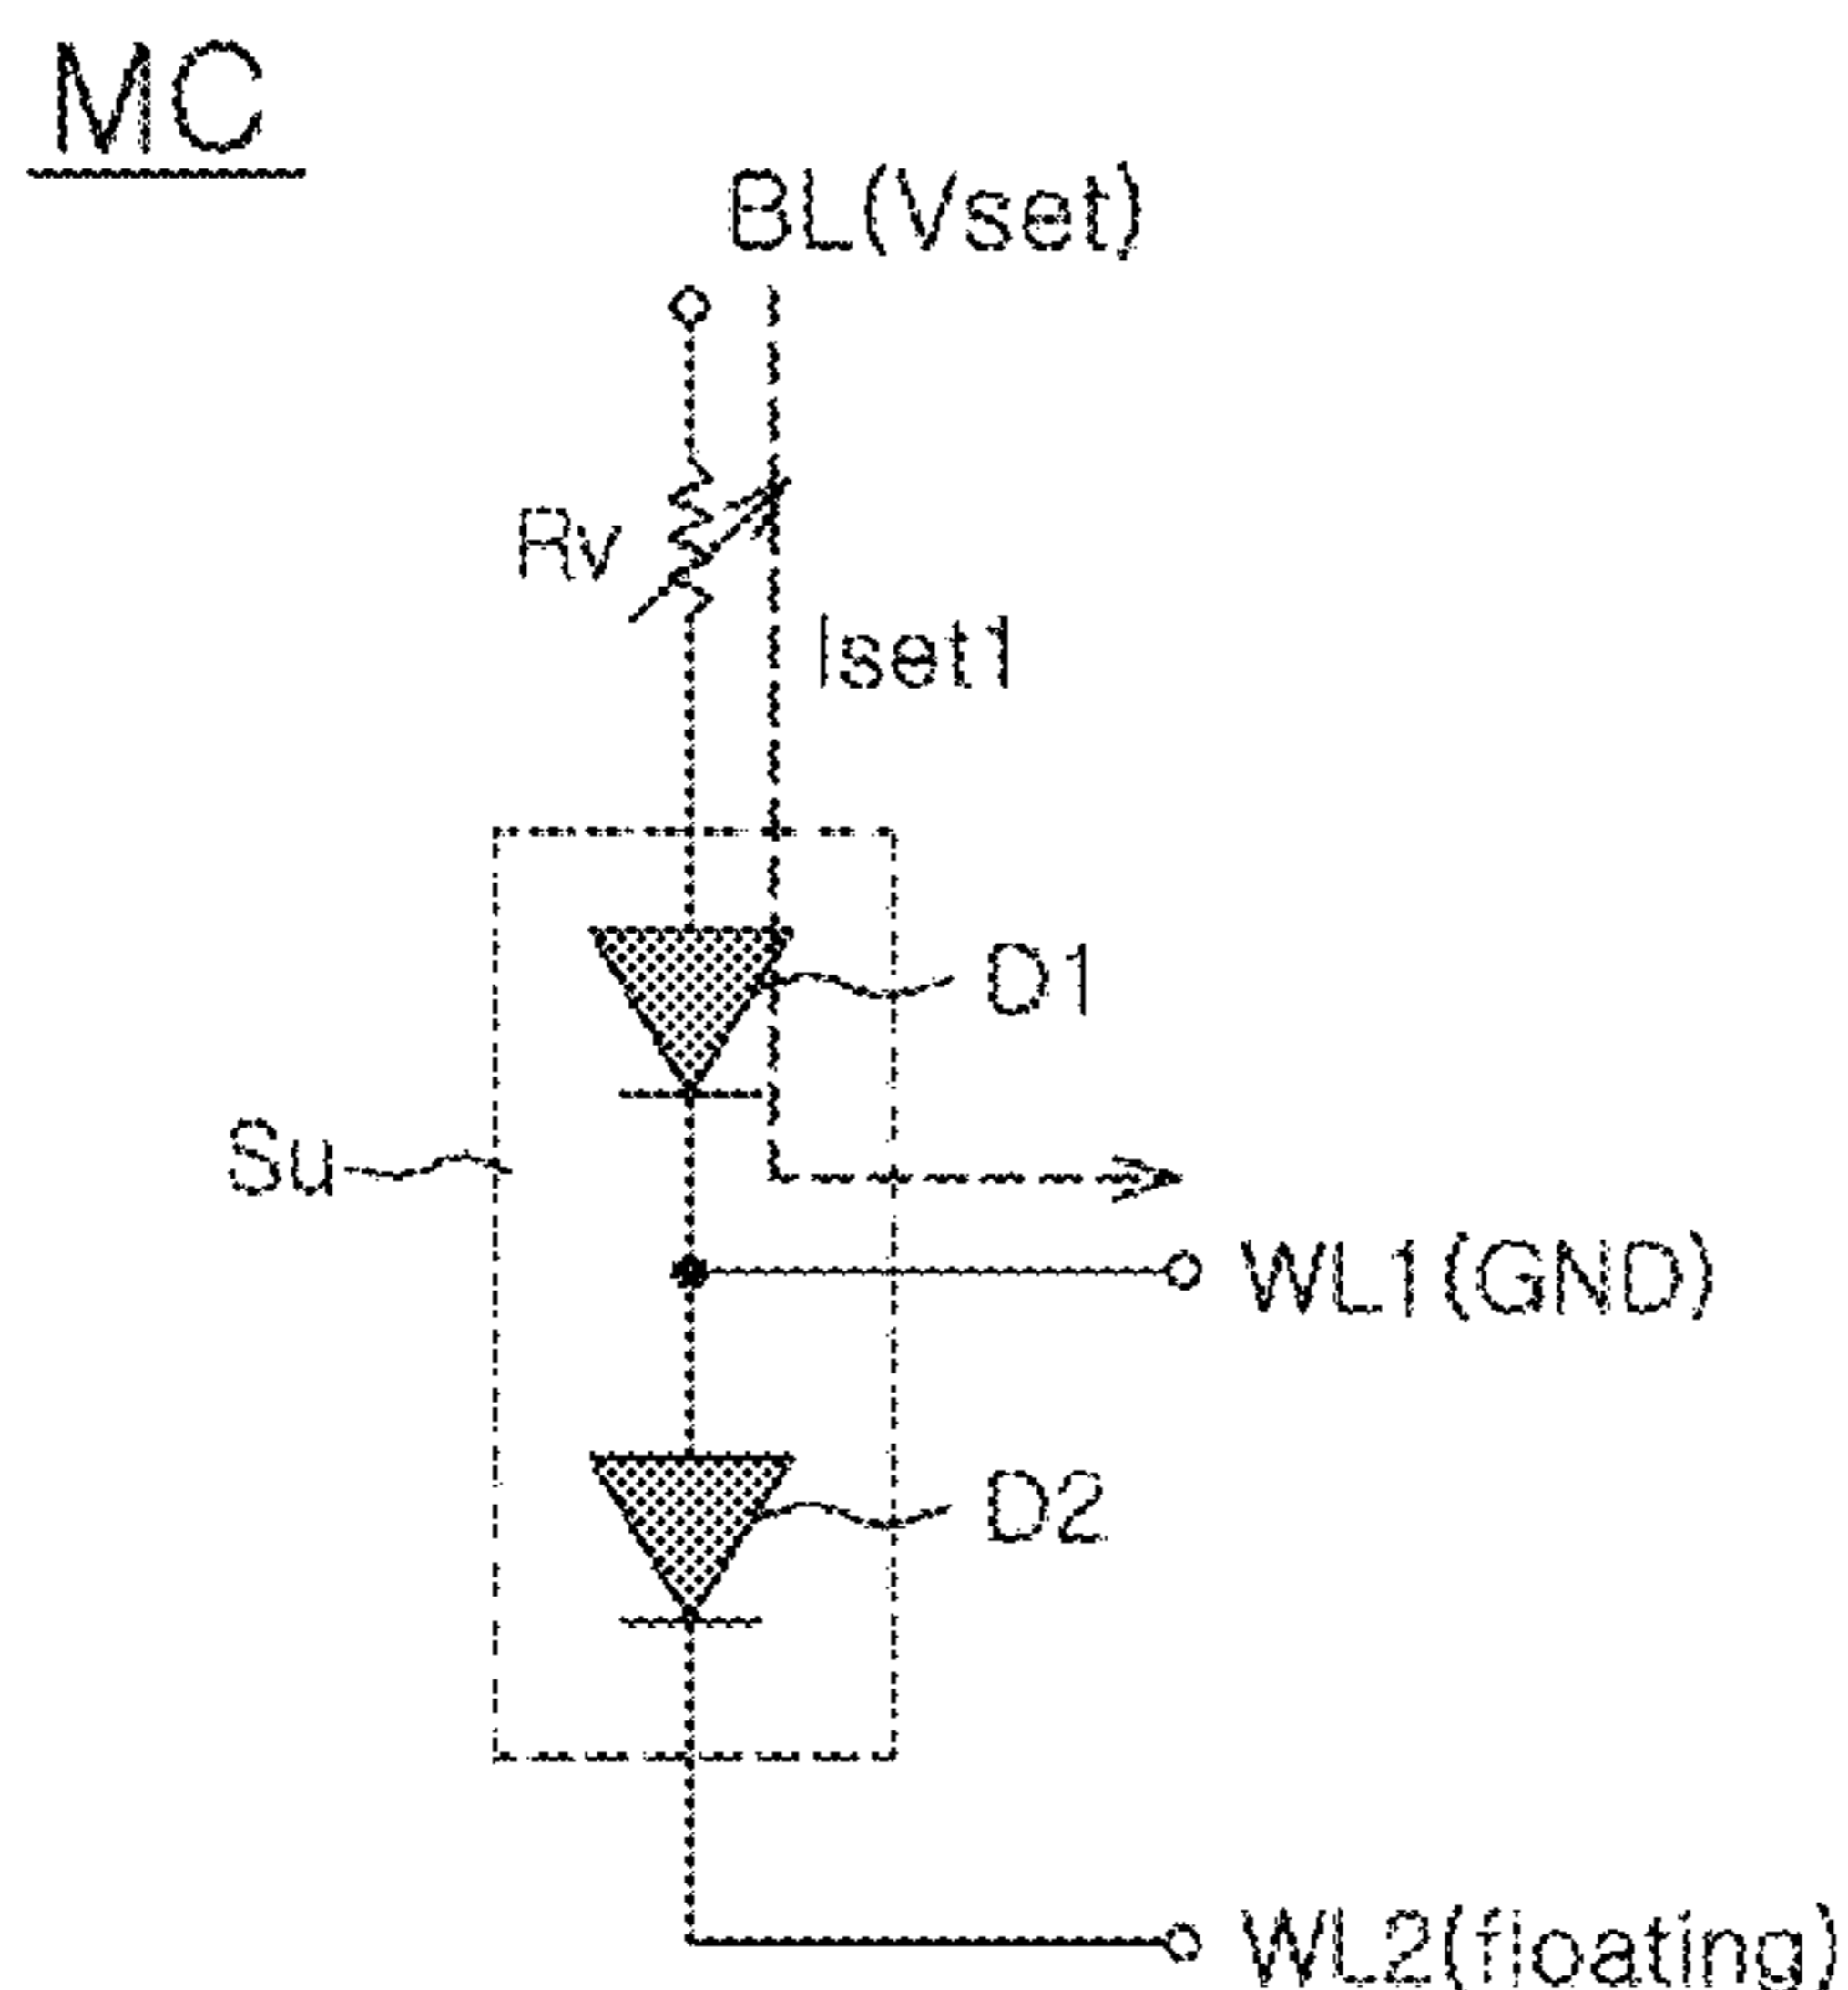 MC
BL(Vset)
Rv
Iset1
D1
Su
WL1(GND)
D2
WL2(floating)